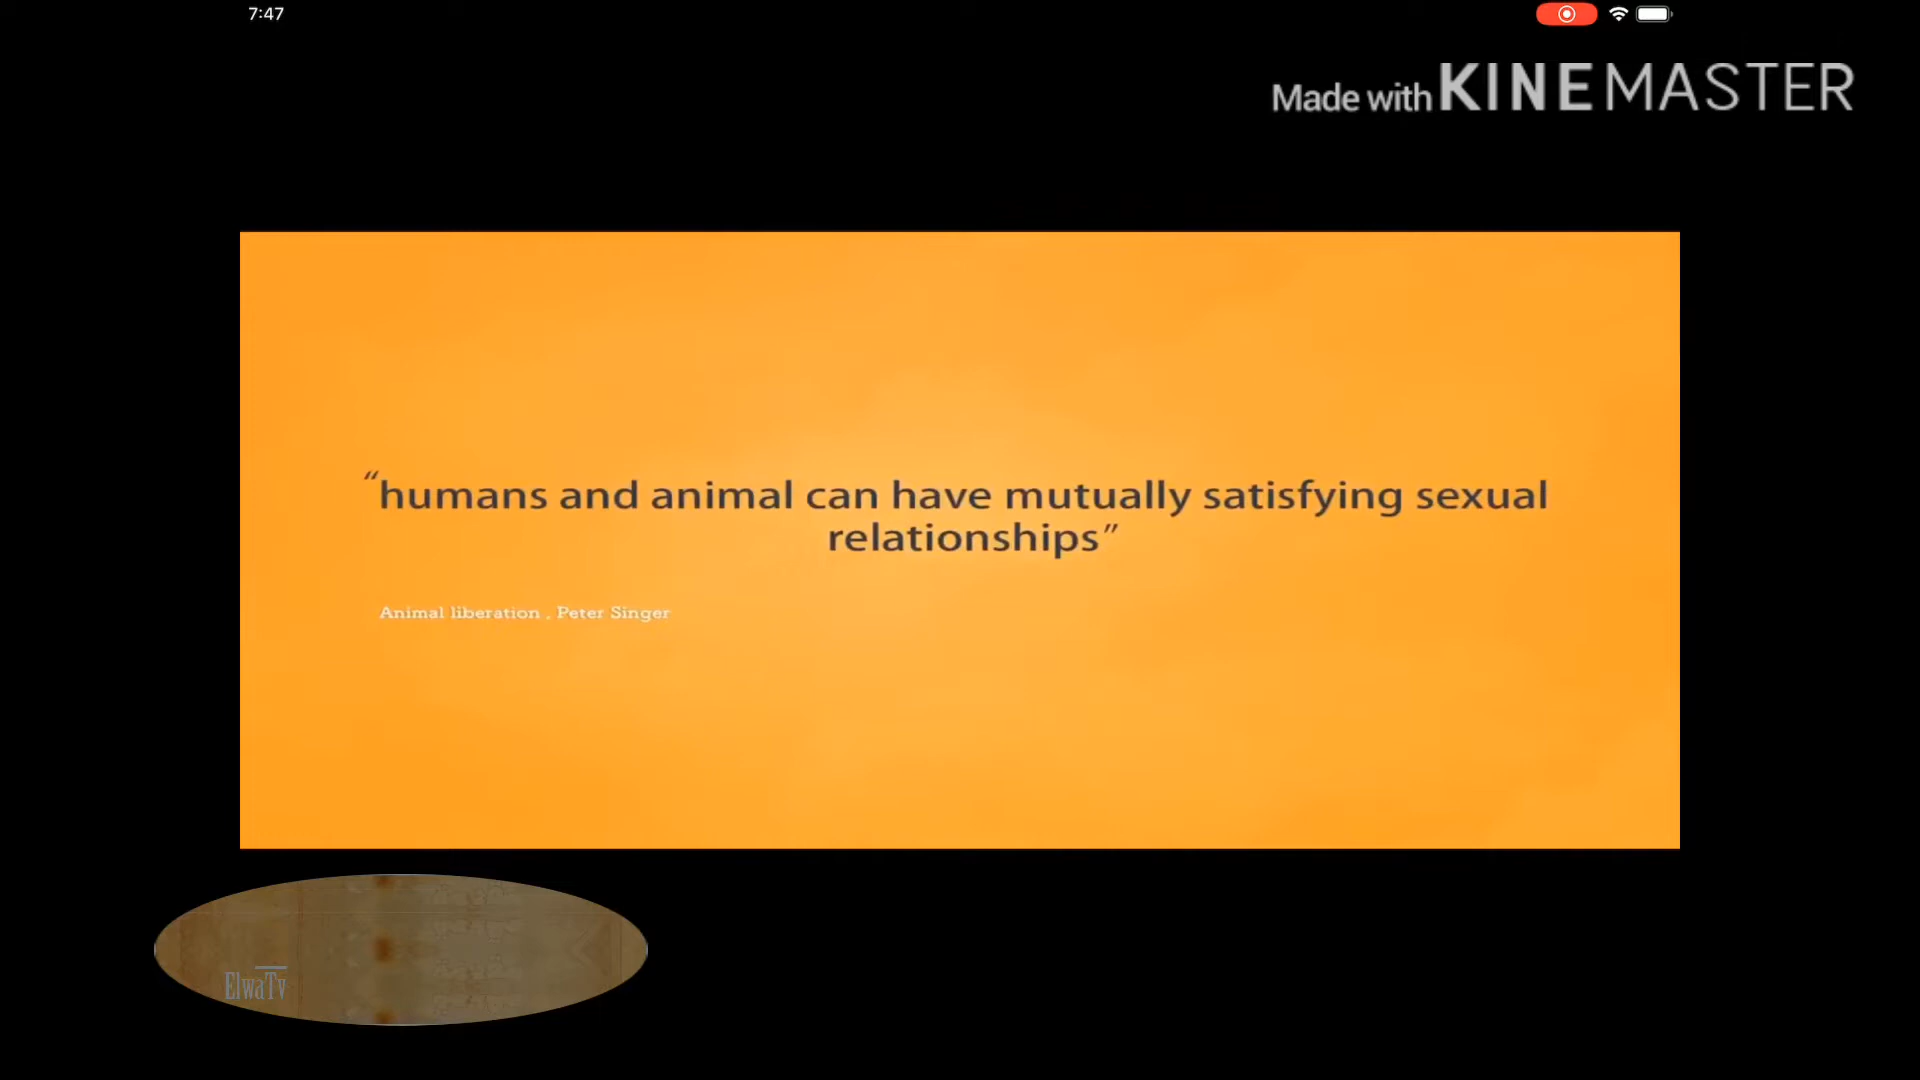 7:47
Made with KINEMASTER
“humans and animal can have mutually satisfying sexual
relationships”
Animal liberation , Peter Singer
ElwaTv